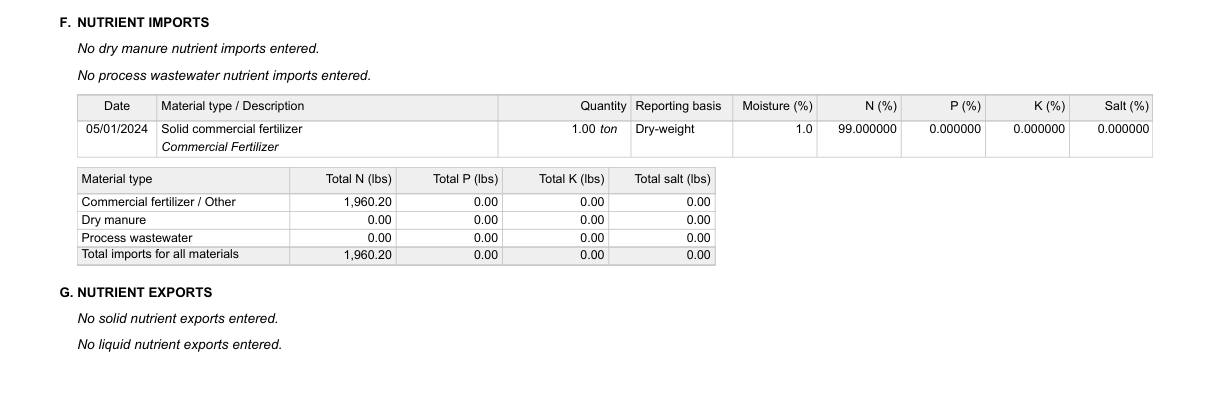 F. NUTRIENT IMPORTS
No dry manure nutrient imports entered.
No process wastewater nutrient imports entered.
Date Material type / Description Quantity Reporting basis Moisture (%) N (%) P (%) K (%) Salt (%)
05/01/2024 Solid commercial fertilizer 1.00 ton Dry-weight 1.0 99.000000 0.000000 0.000000 0.000000
Commercial Fertilizer
Material type Total N (lbs) Total P (lbs) Total K (lbs) Total salt (lbs)
Commercial fertilizer / Other 1,960.20 0.00 0.00 0.00
Dry manure 0.00 0.00 0.00 0.00
Process wastewater 0.00 0.00 0.00 0.00
Total imports for all materials 1,960.20 0.00 0.00 0.00
G. NUTRIENT EXPORTS
No solid nutrient exports entered.
No liquid nutrient exports entered.